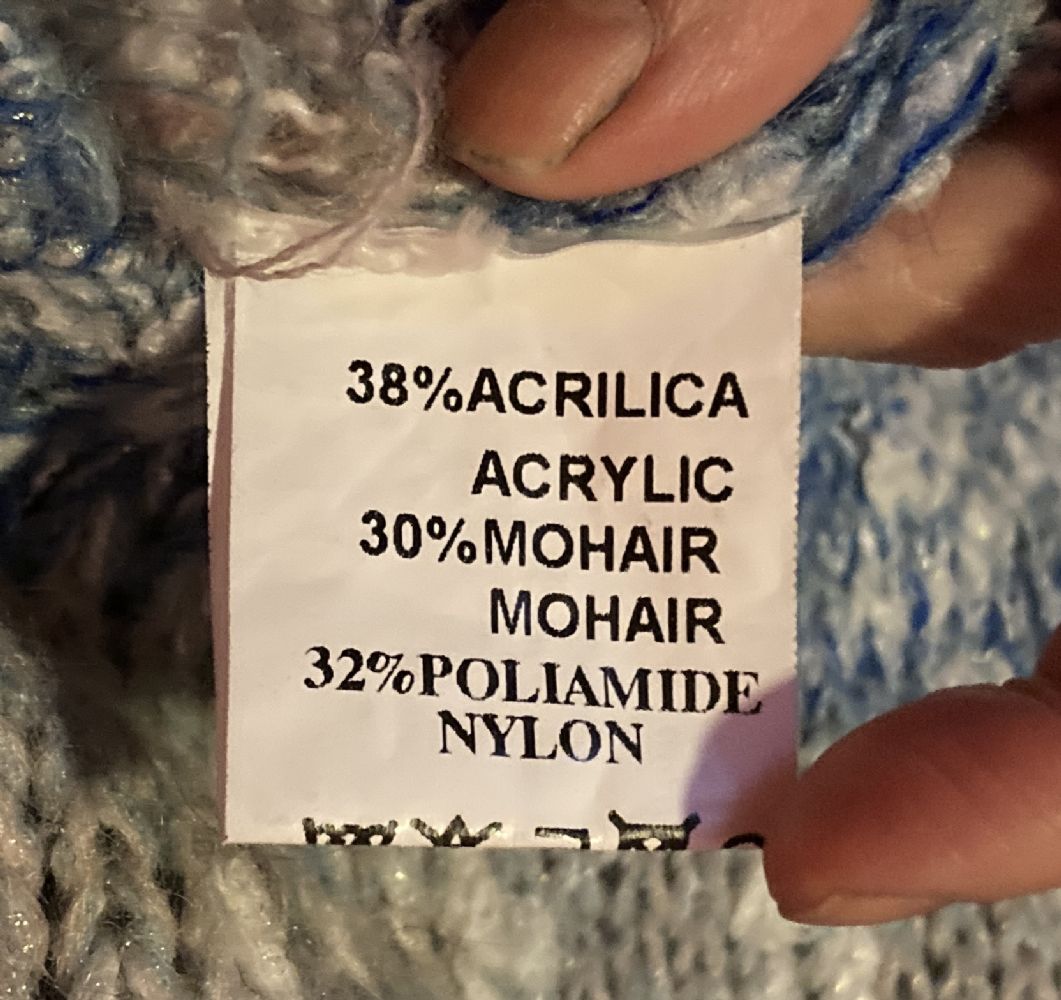 38%ACRILICA
ACRYLIC
30%MOHAIR
MOHAIR
32%POLIAMIDE
NYLON